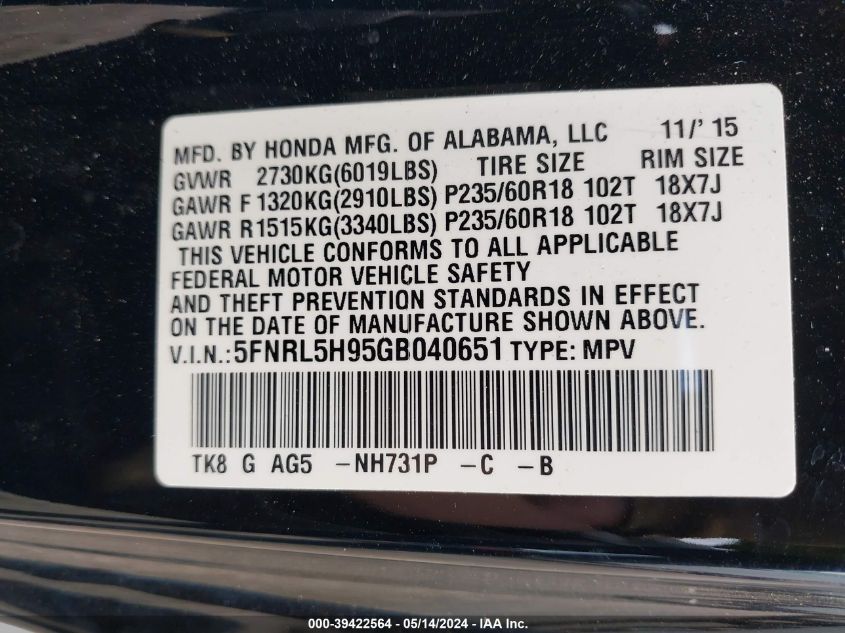 MFD. BY HONDA MFG. OF ALABAMA, LLC 11/'15
GVWR 2730KG(6019LBS) TIRE SIZE RIM SIZE
GAWR F 1320KG(2910LBS) P235/60R18 102T 18X7J
GAWR R1515KG(3340LBS) P235/60R18 102T 18X7J
THIS VEHICLE CONFORMS TO ALL APPLICABLE
FEDERAL MOTOR VEHICLE SAFETY
AND THEFT PREVENTION STANDARDS IN EFFECT
ON THE DATE OF MANUFACTURE SHOWN ABOVE.
V.I.N.:5FNRL5H95GB040651 TYPE: MPV
TK8 G AG5 -NH731P -C -B
000-39422564 - 05/14/2024 - IAA Inc.